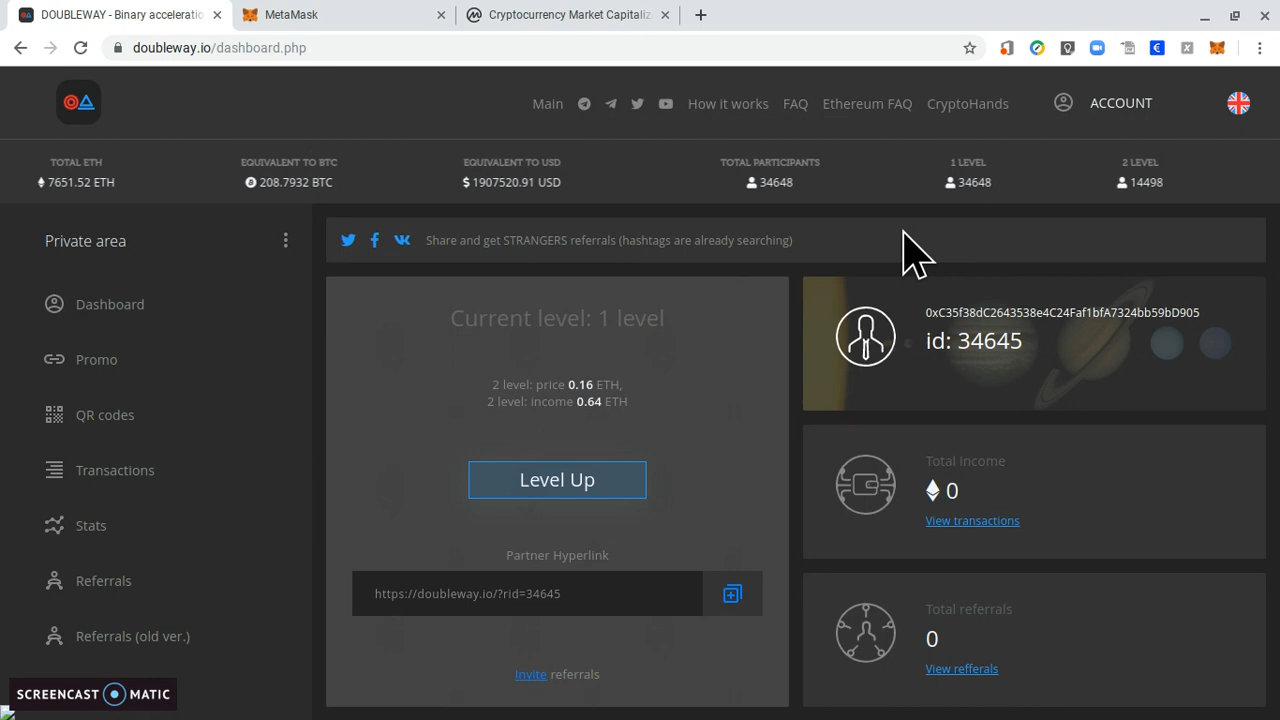 DOUBLEWAY - Binary acceleratio
MetaMask
Cryptocurrency Market Capitaliz
doubleway.io/dashboard.php
Main
How it works
FAQ
Ethereum FAQ
CryptoHands
ACCOUNT
TOTAL ETH
EQUIVALENT TO BTC
EQUIVALENT TO USD
TOTAL PARTICIPANTS
1 LEVEL
2 LEVEL
7651.52 ETH
208.7932 BTC
$ 1907520.91 USD
34648
34648
14498
Private area
Dashboard
Promo
QR codes
Transactions
Stats
Referrals
Referrals (old ver.)
Share and get STRANGERS referrals (hashtags are already searching)
Current level: 1 level
2 level: price 0.16 ETH,
2 level: income 0.64 ETH
Level Up
Partner Hyperlink
https://doubleway.io/?rid=34645
Invite referrals
0xC35f38dC2643538e4C24Faf1bfA7324bb59bD905
id: 34645
Total income
0
View transactions
Total referrals
0
View refferals
SCREENCAST MATIC